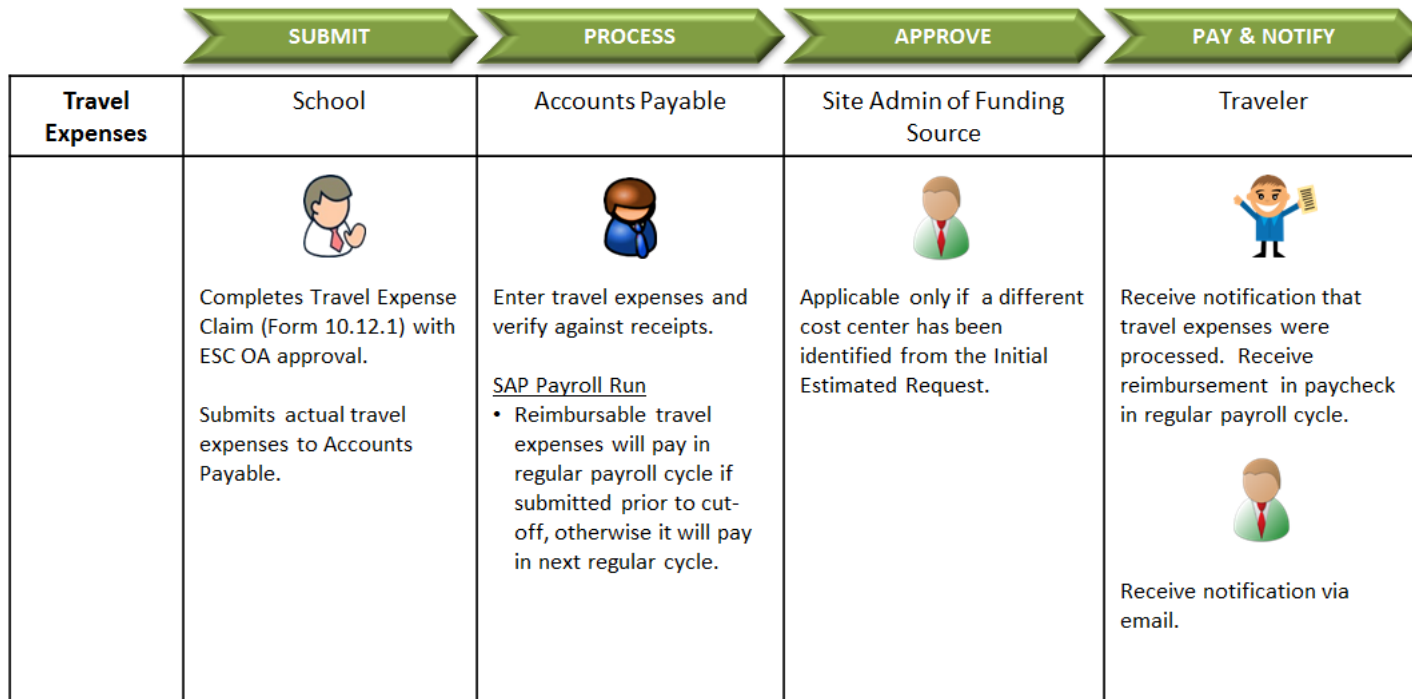 SUBMIT
PROCESS
APPROVE
PAY & NOTIFY
Travel
Expenses
School
Accounts Payable
Site Admin of Funding
Source
Traveler
Completes Travel Expense
Claim (Form 10.12.1) with
ESC OA approval.
Submits actual travel
expenses to Accounts
Payable.
Enter travel expenses and
verify against receipts.
SAP Payroll Run
• Reimbursable travel
expenses will pay in
regular payroll cycle if
submitted prior to cut-
off, otherwise it will pay
in next regular cycle.
Applicable only if a different
cost center has been
identified from the Initial
Estimated Request.
Receive notification that
travel expenses were
processed. Receive
reimbursement in paycheck
in regular payroll cycle.
Receive notification via
email.